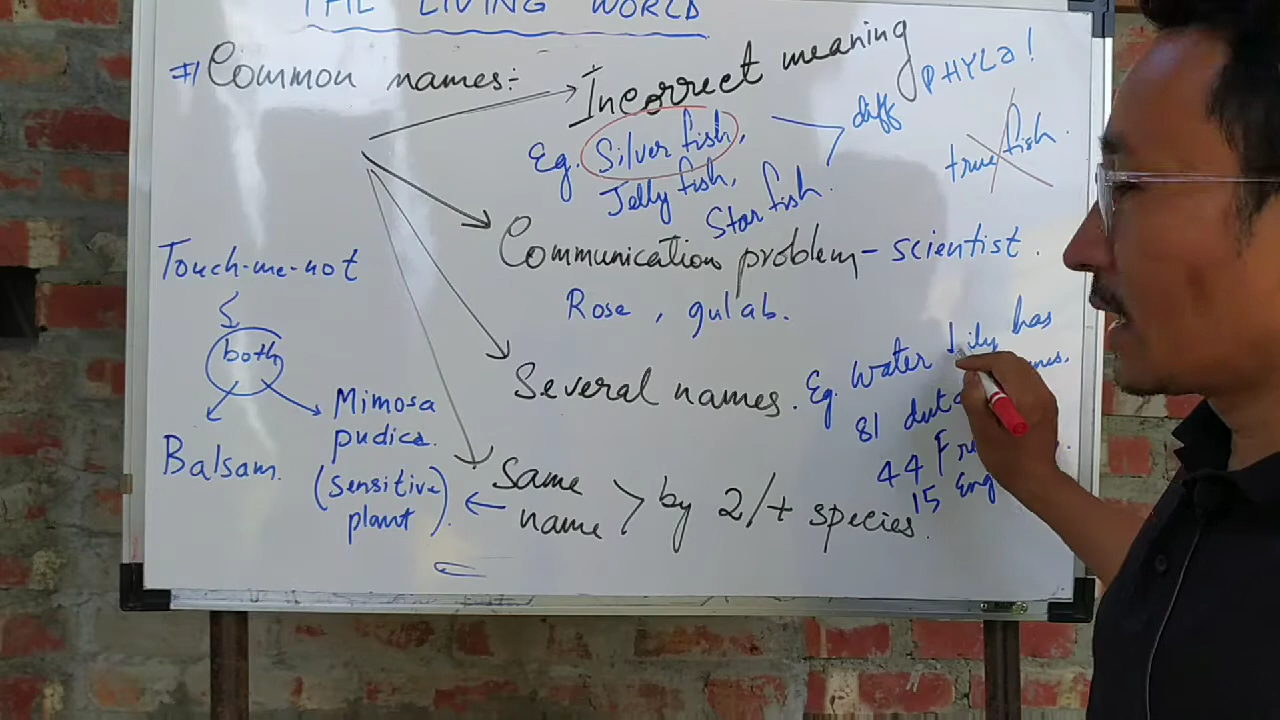 THE LIVING WORLD
#1 Common names:-
Incorrect meaning
Eg. Silver fish,
Jelly fish,
Star fish.
diff PHYLA!
true fish.
Communication problem - scientist.
Rose, gulab.
Several names. Eg. Water lily has
81
44
15 Eng
Same name by 2/+ species.
Touch-me-not
both
Balsam.
Mimosa
pudica.
(sensitive
plant).